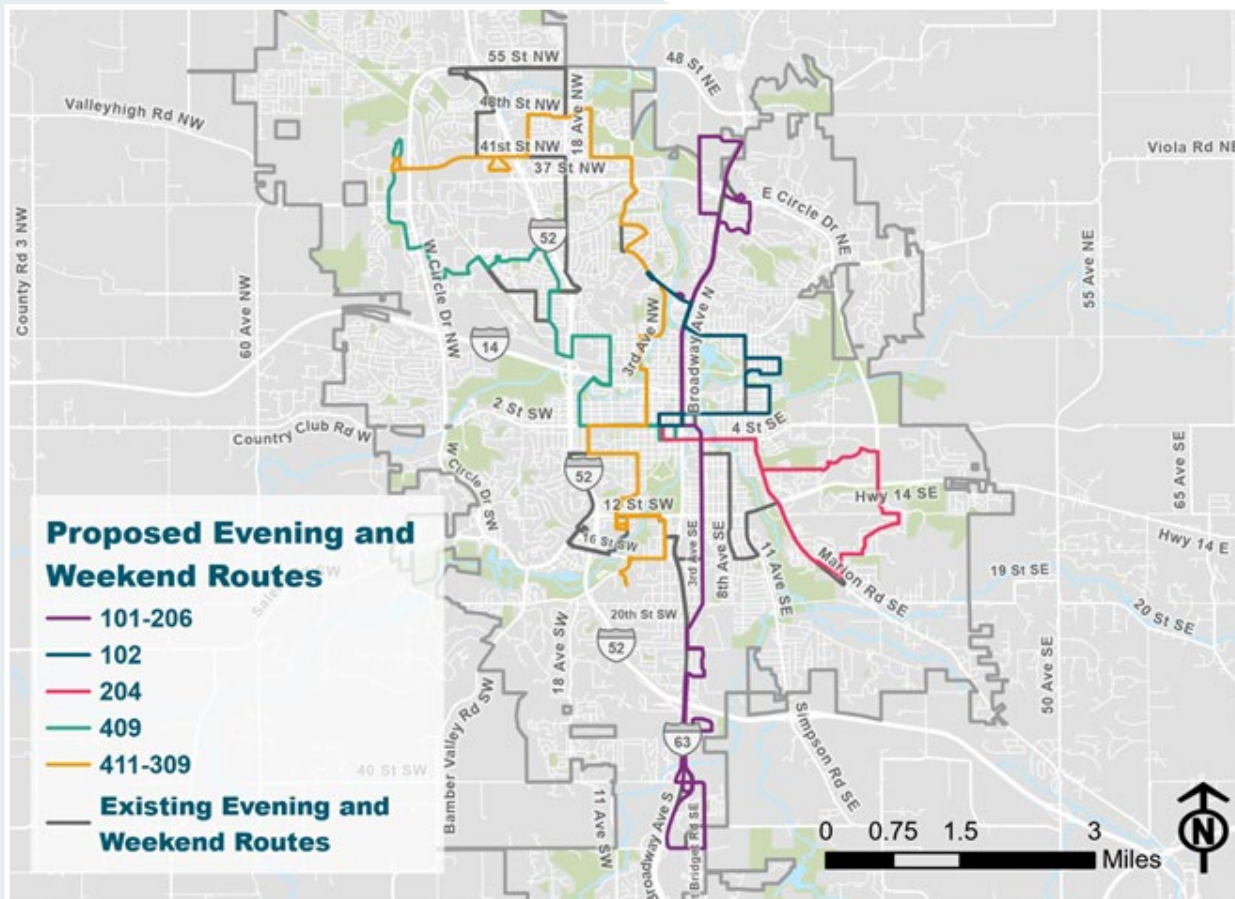 55 St NW
48 St NE
Valleyhigh Rd NW
48th St NW
18 Ave NW
41st St NW
37 St NW
Viola Rd NE
E Circle Dr NE
52
County Rd 3 NW
W Circle Dr NW
60 Ave NW
55 Ave NE
14
3rd Ave NW
Broadway Ave N
2 St SW
4 St SE
Country Club Rd W
W Circle Dr SW
52
65 Ave SE
Hwy 14 SE
12 St SW
Hwy 14 E
16 St SW
3rd Ave SE
8th Ave SE
11 Ave SE
Marion Rd SE
19 St SE
20 St SE
20th St SW
52
18 Ave SW
50 Ave SE
Bamber Valley Rd SW
63
Simpson Rd SE
40 St SW
11 Ave SW
Broadway Ave S
t Bridget Rd SE
Proposed Evening and
Weekend Routes
101-206
102
204
409
411-309
Existing Evening and
Weekend Routes
0 0.75 1.5 3
Miles
N